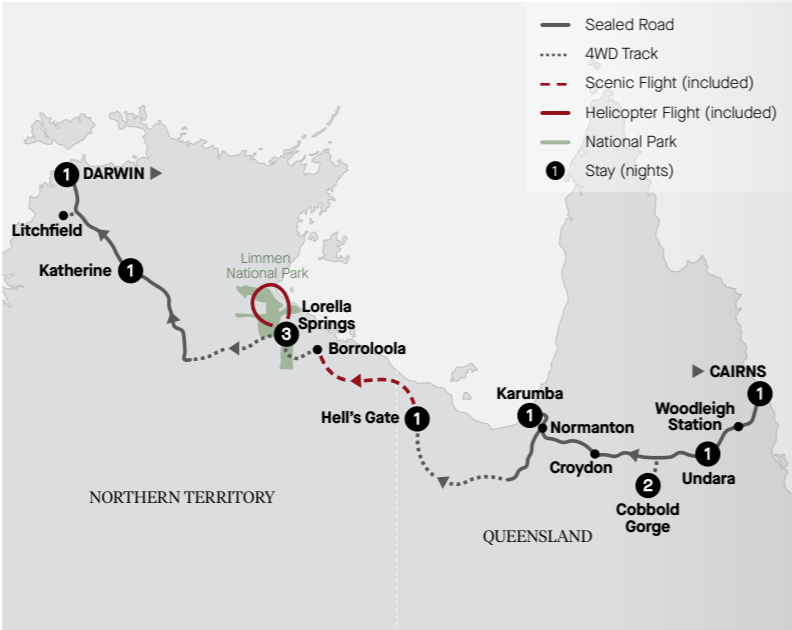 Sealed Road
4WD Track
Scenic Flight (included)
Helicopter Flight (included)
National Park
1 Stay (nights)
1 DARWIN
Litchfield
Katherine 1
Limmen
National Park
Lorella
Springs
3
Borroloola
Hell's Gate 1
Karumba
1
Normanton
Croydon
CAIRNS
1
Woodleigh
Station
1
Undara
2
Cobbold
Gorge
NORTHERN TERRITORY
QUEENSLAND